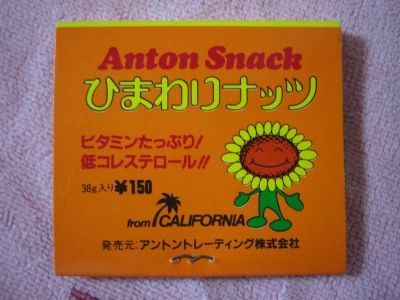 Anton Snack
ひまわりナッツ
ビタミンたっぷり!
低コレステロール!!
38g入り ¥150
from CALIFORNIA
発売元:アントントレーディング株式会社